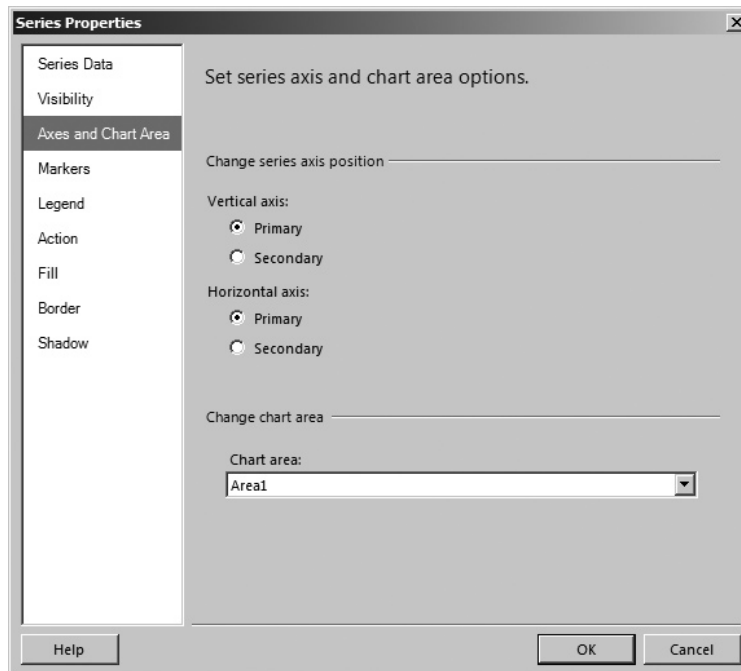 Series Properties
Series Data
Visibility
Axes and Chart Area
Markers
Legend
Action
Fill
Border
Shadow
Set series axis and chart area options.
Change series axis position
Vertical axis:
Primary
Secondary
Horizontal axis:
Primary
Secondary
Change chart area
Chart area:
Area1
Help
OK
Cancel